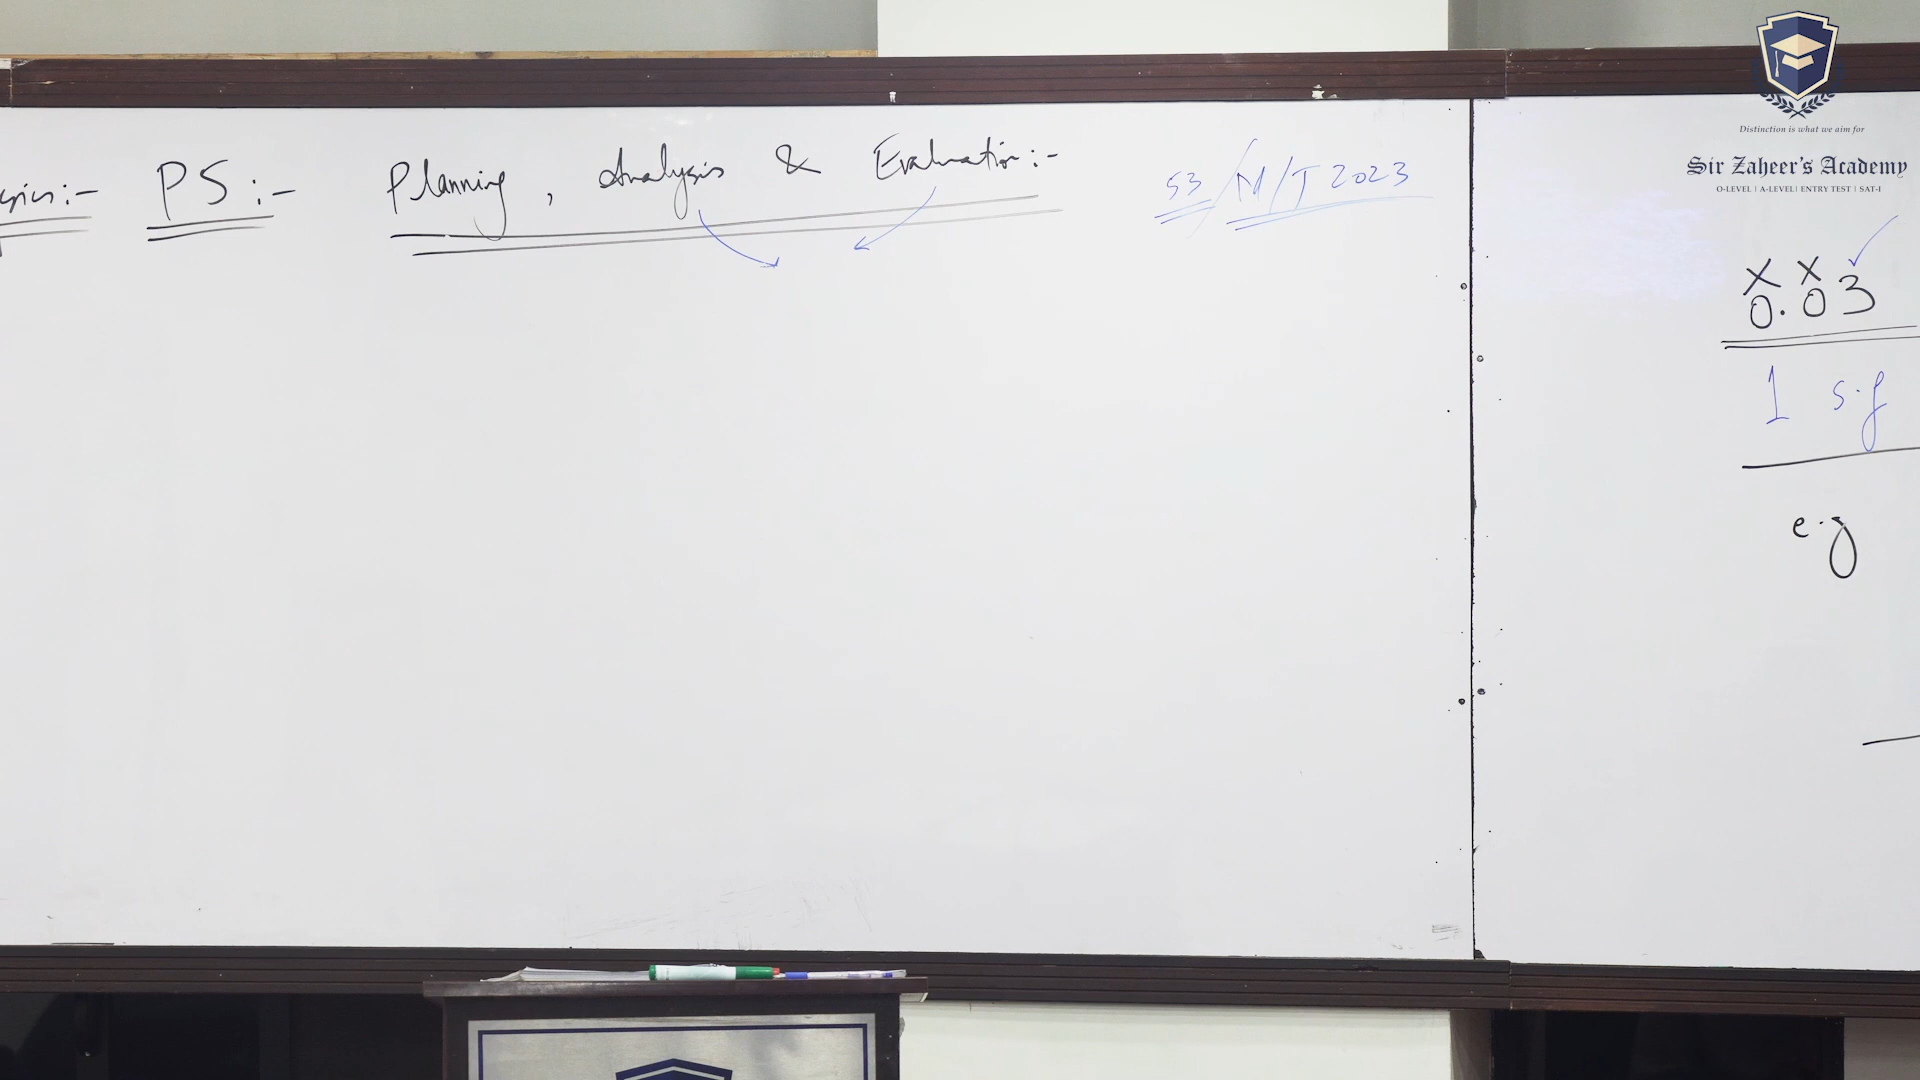 PS:- Planning, Analysis & Evaluation:- 53/M/J 2023
x x
0.03
1 s.f
e.g
Distinction is what we aim for
Sir Zaheer's Academy
O-LEVEL | A-LEVEL | ENTRY TEST | SAT-I